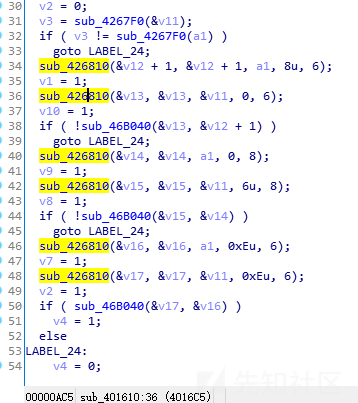 30 v2 = 0;
31 v3 = sub_4267F0(&v11);
32 if ( v3 != sub_4267F0(a1) )
33 goto LABEL_24;
34 sub_426810(&v12 + 1, &v12 + 1, a1, 8u, 6);
35 v1 = 1;
36 sub_426810(&v13, &v13, &v11, 0, 6);
37 v10 = 1;
38 if ( !sub_46B040(&v13, &v12 + 1) )
39 goto LABEL_24;
40 sub_426810(&v14, &v14, a1, 0, 8);
41 v9 = 1;
42 sub_426810(&v15, &v15, &v11, 6u, 8);
43 v8 = 1;
44 if ( !sub_46B040(&v15, &v14) )
45 goto LABEL_24;
46 sub_426810(&v16, &v16, a1, 0xEu, 6);
47 v7 = 1;
48 sub_426810(&v17, &v17, &v11, 0xEu, 6);
49 v2 = 1;
50 if ( sub_46B040(&v17, &v16) )
51 v4 = 1;
52 else
53 LABEL_24:
54 v4 = 0;
00000AC5 sub_401610:36 (4016C5)
先知社区